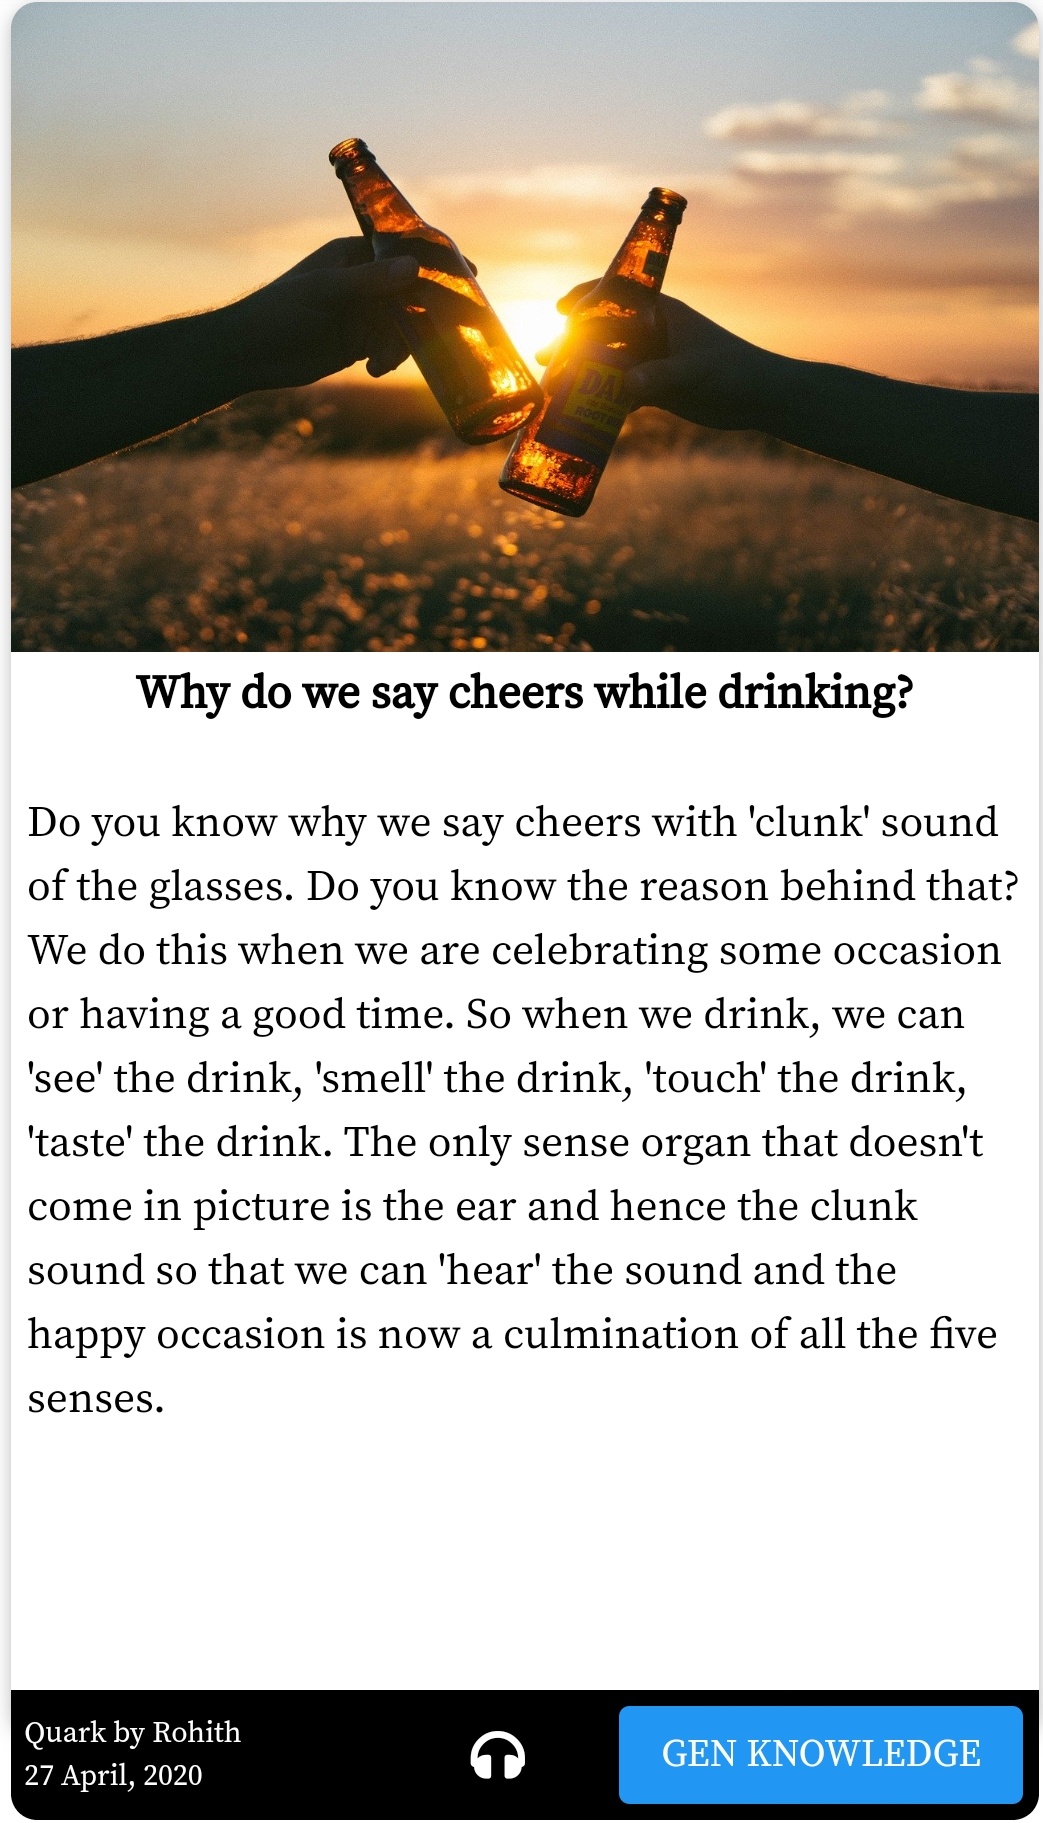 DA
ROOT
Why do we say cheers while drinking?
Do you know why we say cheers with 'clunk' sound
of the glasses. Do you know the reason behind that?
We do this when we are celebrating some occasion
or having a good time. So when we drink, we can
'see' the drink, 'smell' the drink, 'touch' the drink,
'taste' the drink. The only sense organ that doesn't
come in picture is the ear and hence the clunk
sound so that we can 'hear' the sound and the
happy occasion is now a culmination of all the five
senses.
Quark by Rohith
27 April, 2020
GEN KNOWLEDGE